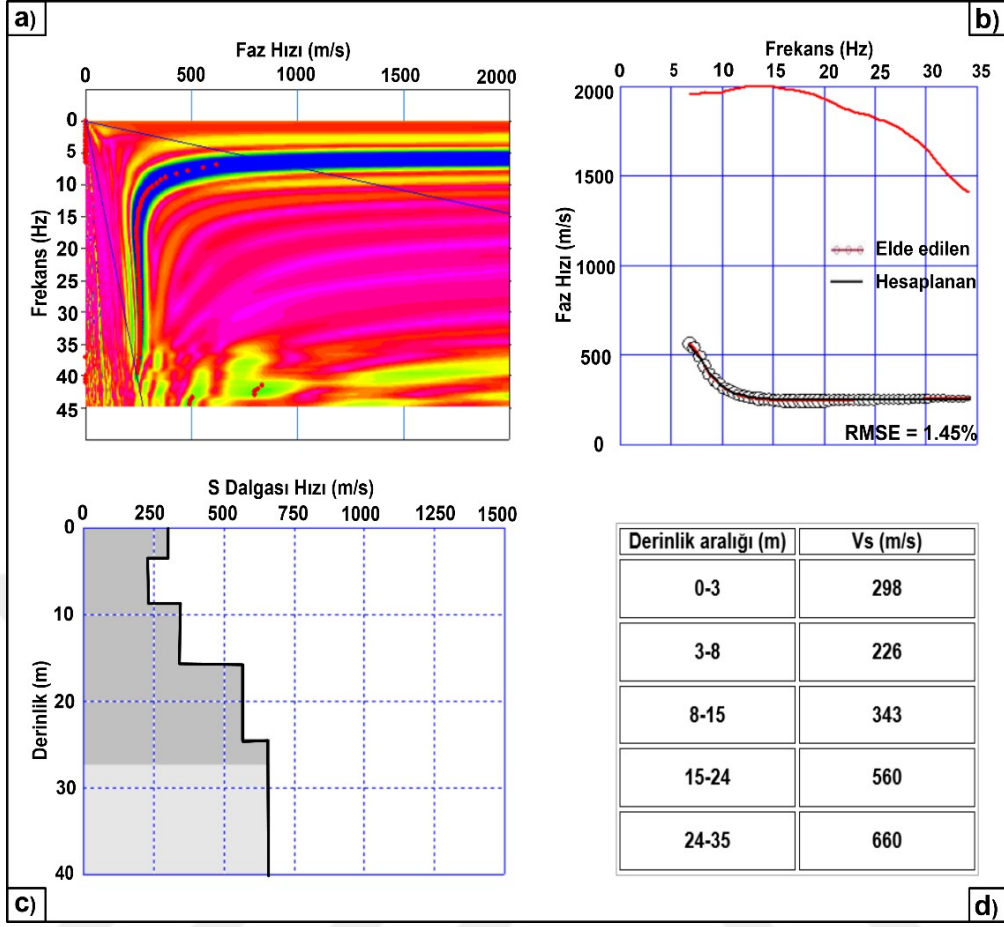 a)
b)
Faz Hızı (m/s)
0 500 1000 1500 2000
Frekans (Hz)
0
5
10
15
20
25
30
35
40
45
Frekans (Hz)
0 5 10 15 20 25 30 35
Faz Hızı (m/s)
2000
1500
1000
500
0
Elde edilen
Hesaplanan
RMSE = 1.45%
S Dalgası Hızı (m/s)
0 250 500 750 1000 1250 1500
Derinlik (m)
0
10
20
30
40
Derinlik aralığı (m) Vs (m/s)
0-3 298
3-8 226
8-15 343
15-24 560
24-35 660
c)
d)